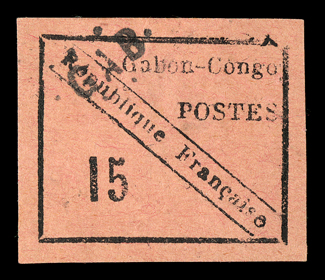 Gabon-Congo
POSTES
République Française
15